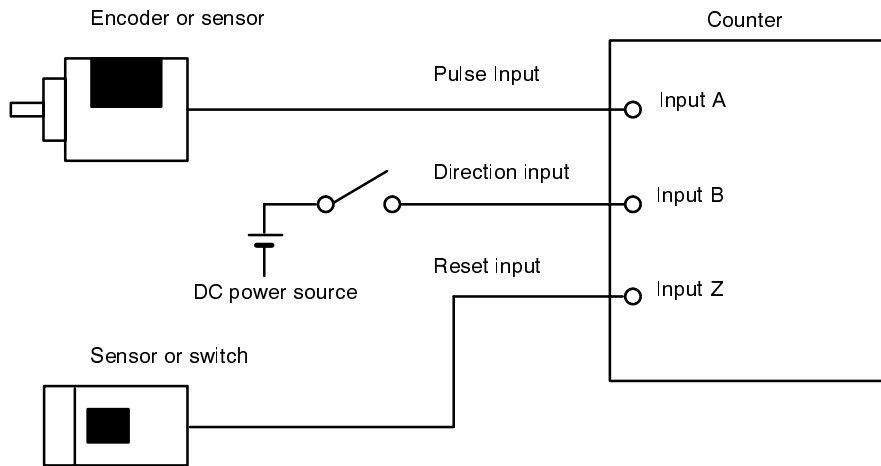 Encoder or sensor
Counter
Pulse Input
Input A
Direction input
Input B
Reset input
Input Z
DC power source
Sensor or switch